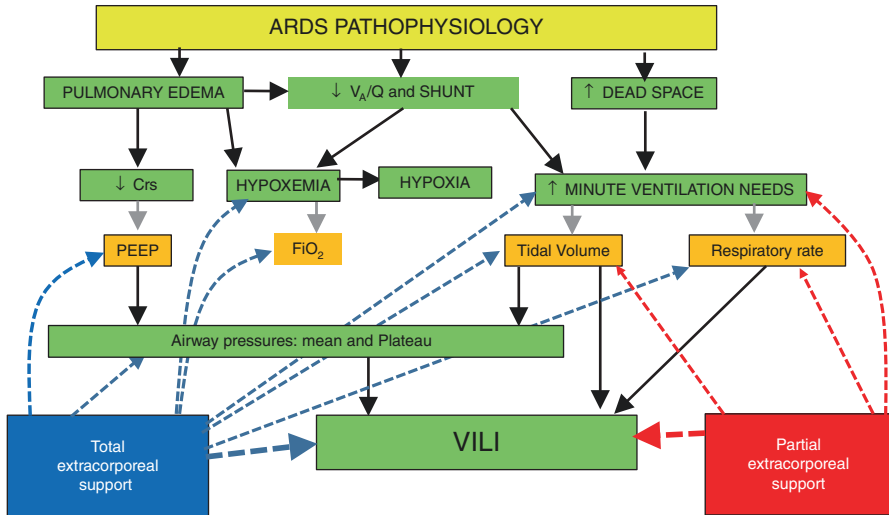 ARDS PATHOPHYSIOLOGY
PULMONARY EDEMA
↓ V_A/Q and SHUNT
↑ DEAD SPACE
↓ Crs
HYPOXEMIA
HYPOXIA
↑ MINUTE VENTILATION NEEDS
PEEP
FiO₂
Tidal Volume
Respiratory rate
Airway pressures: mean and Plateau
Total
extracorporeal
support
VILI
Partial
extracorporeal
support